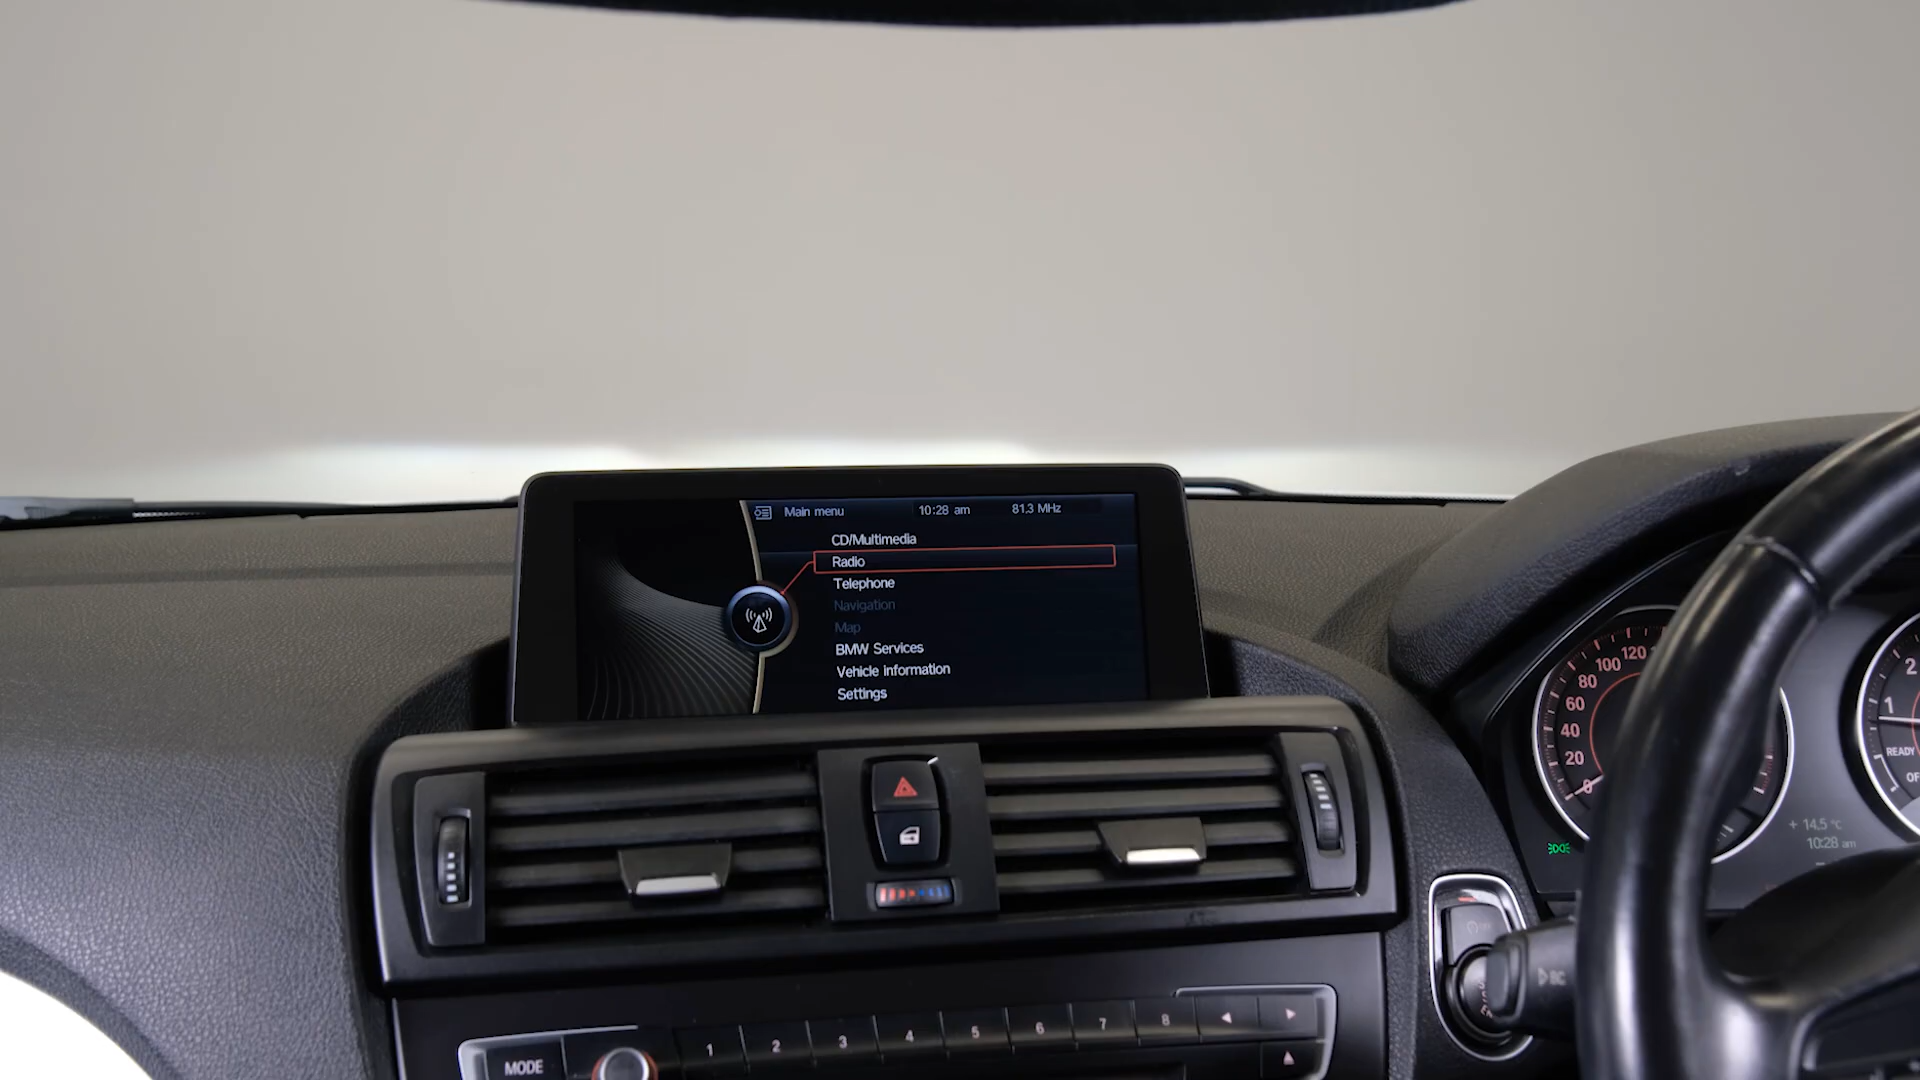 Main menu 10:28 am 81.3 MHz
CD/Multimedia
Radio
Telephone
Navigation
Map
BMW Services
Vehicle information
Settings
120
100
80
60
40
20
0
2
1
READY
+ 14.5 °C
10:28 am
MODE
1 2 3 4 5 6 7 8